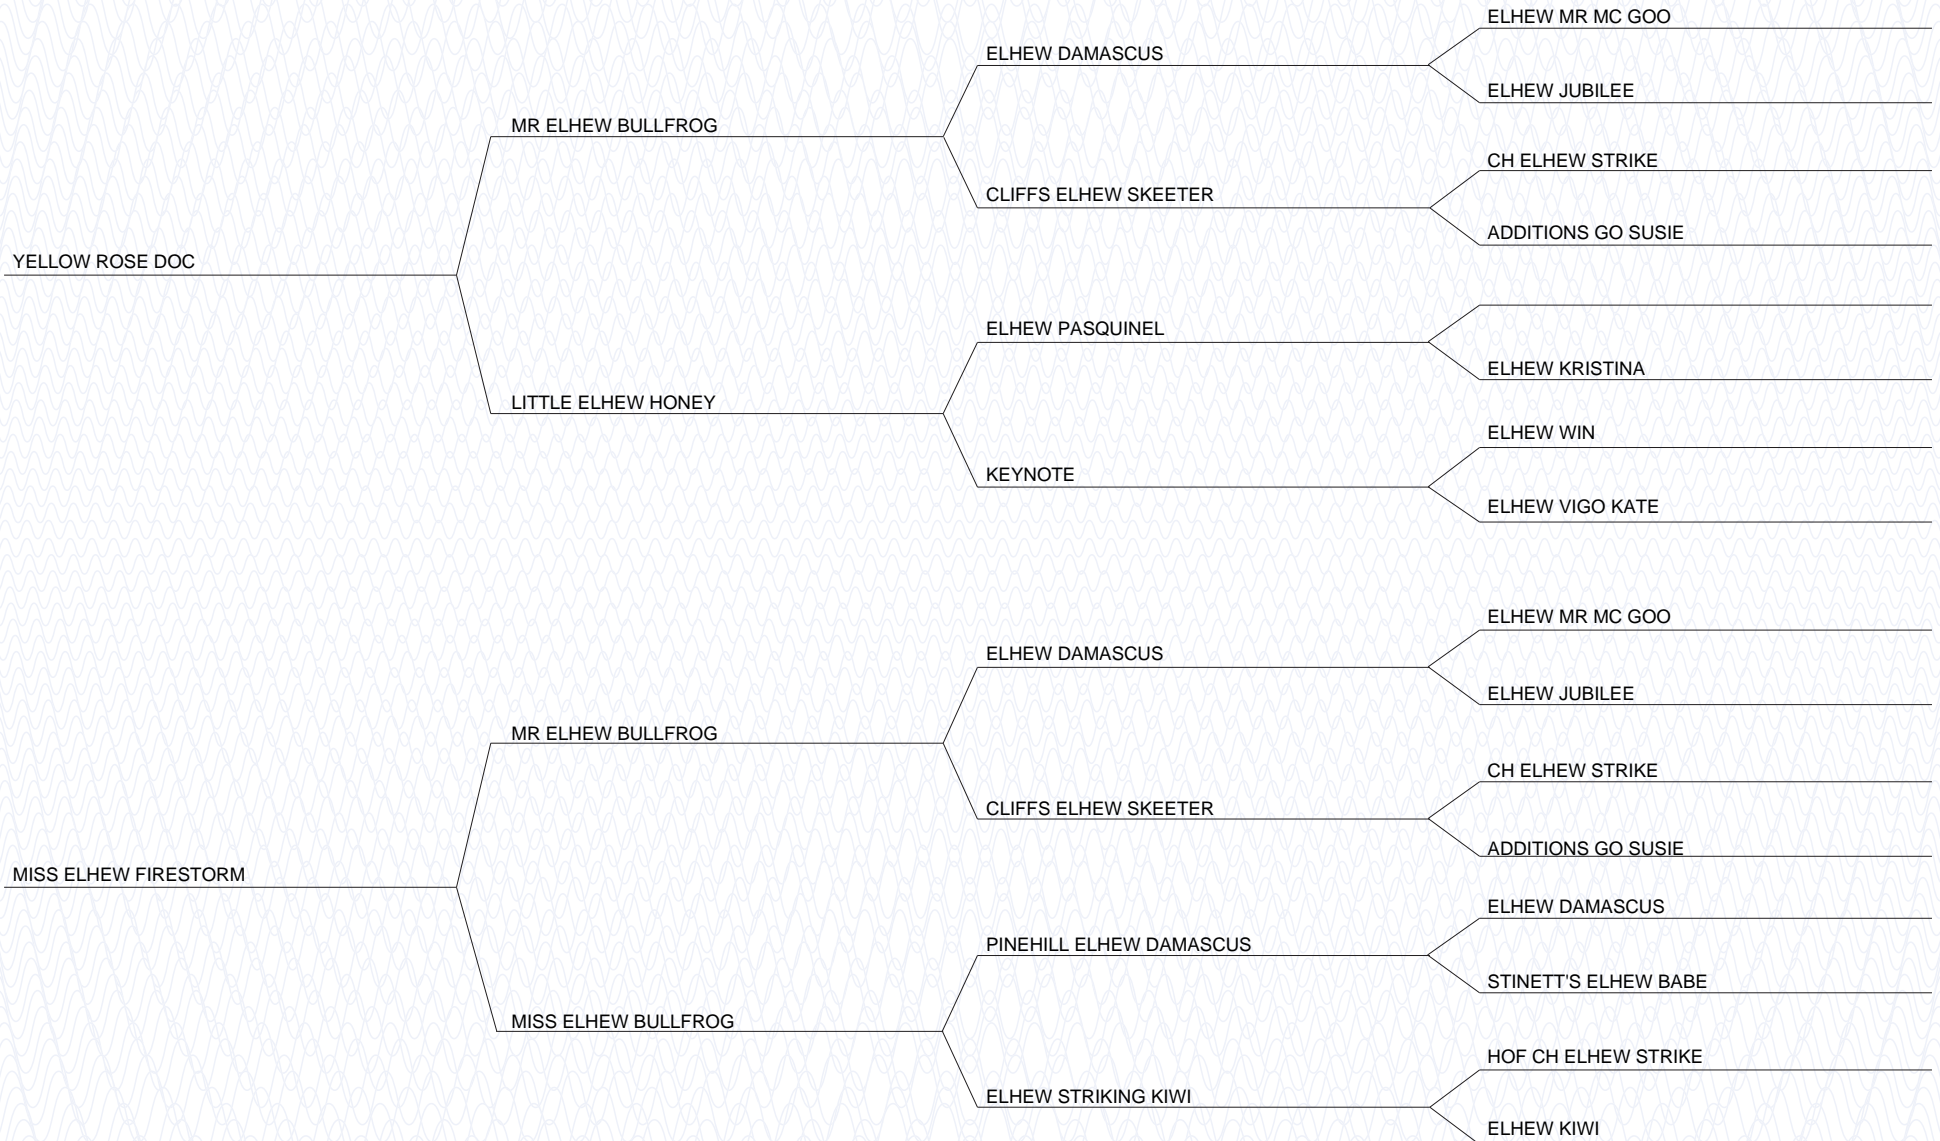 ELHEW MR MC GOO
ELHEW DAMASCUS
ELHEW JUBILEE
MR ELHEW BULLFROG
CH ELHEW STRIKE
CLIFFS ELHEW SKEETER
ADDITIONS GO SUSIE
YELLOW ROSE DOC
ELHEW PASQUINEL
ELHEW KRISTINA
LITTLE ELHEW HONEY
ELHEW WIN
KEYNOTE
ELHEW VIGO KATE
ELHEW MR MC GOO
ELHEW DAMASCUS
ELHEW JUBILEE
MR ELHEW BULLFROG
CH ELHEW STRIKE
CLIFFS ELHEW SKEETER
ADDITIONS GO SUSIE
MISS ELHEW FIRESTORM
ELHEW DAMASCUS
PINEHILL ELHEW DAMASCUS
STINETT'S ELHEW BABE
MISS ELHEW BULLFROG
HOF CH ELHEW STRIKE
ELHEW STRIKING KIWI
ELHEW KIWI